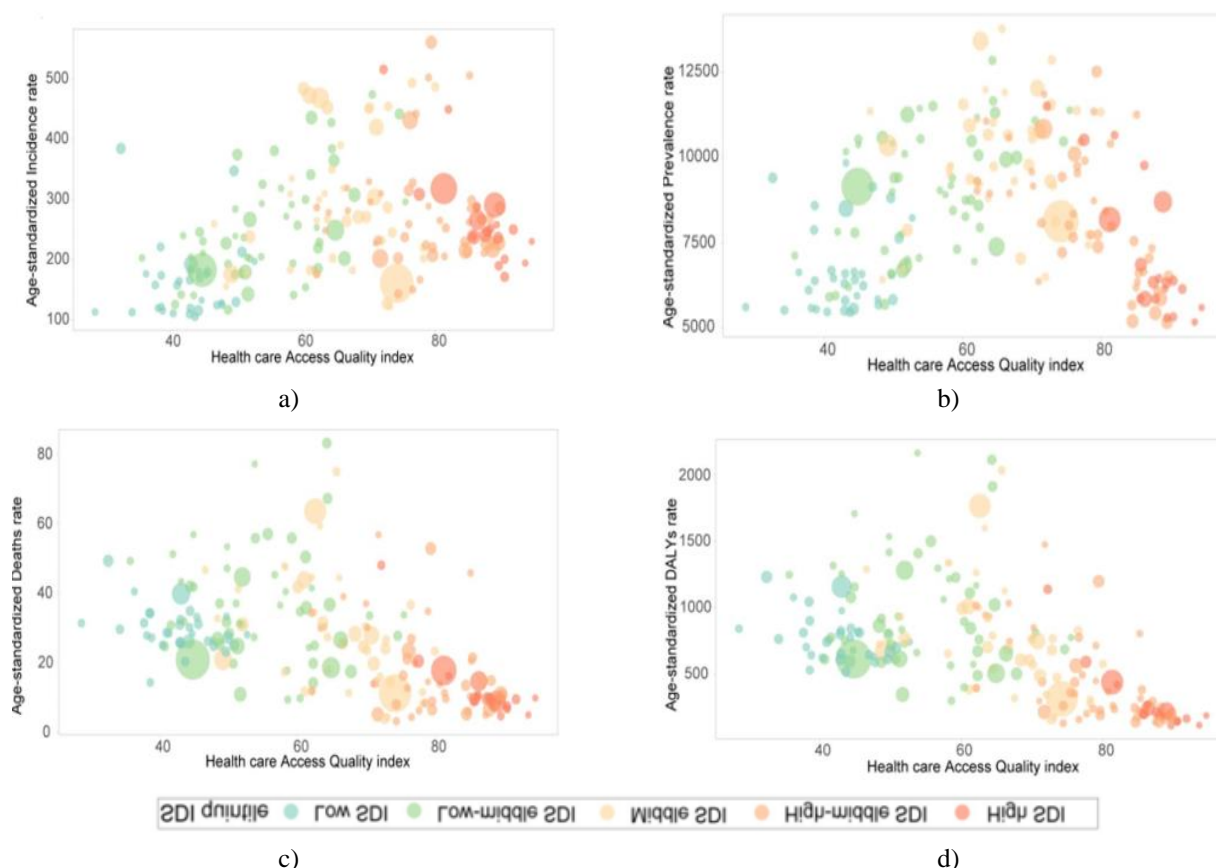 500
400
300
200
100
40 60 80
Age-standardized Incidence rate
Health care Access Quality index
a)
12500
10000
7500
5000
40 60 80
Age-standardized Prevalence rate
Health care Access Quality index
b)
80
60
40
20
0
40 60 80
Age-standardized Deaths rate
Health care Access Quality index
2000
1500
1000
500
40 60 80
Age-standardized DALYs rate
Health care Access Quality index
SDI quintile Low SDI Low-middle SDI Middle SDI High-middle SDI High SDI
c) d)